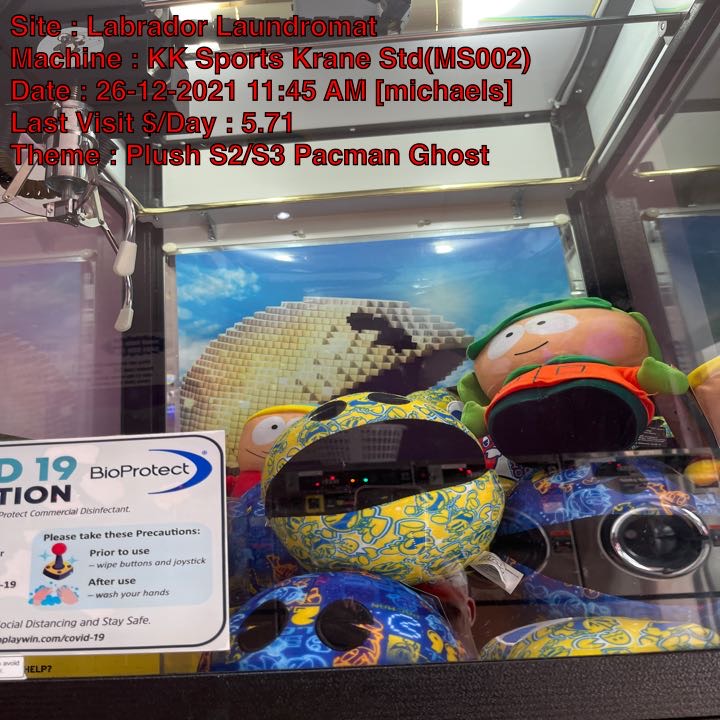 Site : Labrador Laundromat
Machine : KK Sports Krane Std(MS002)
Date : 26-12-2021 11:45 AM [michaels]
Last Visit $/Day : 5.71
Theme : Plush S2/S3 Pacman Ghost
D 19
BioProtect
TION
Protect Commercial Disinfectant.
Please take these Precautions:
Prior to use
– wipe buttons and joystick
After use
– wash your hands
-19
ocial Distancing and Stay Safe.
playwin.com/covid-19
avoid
HELP?